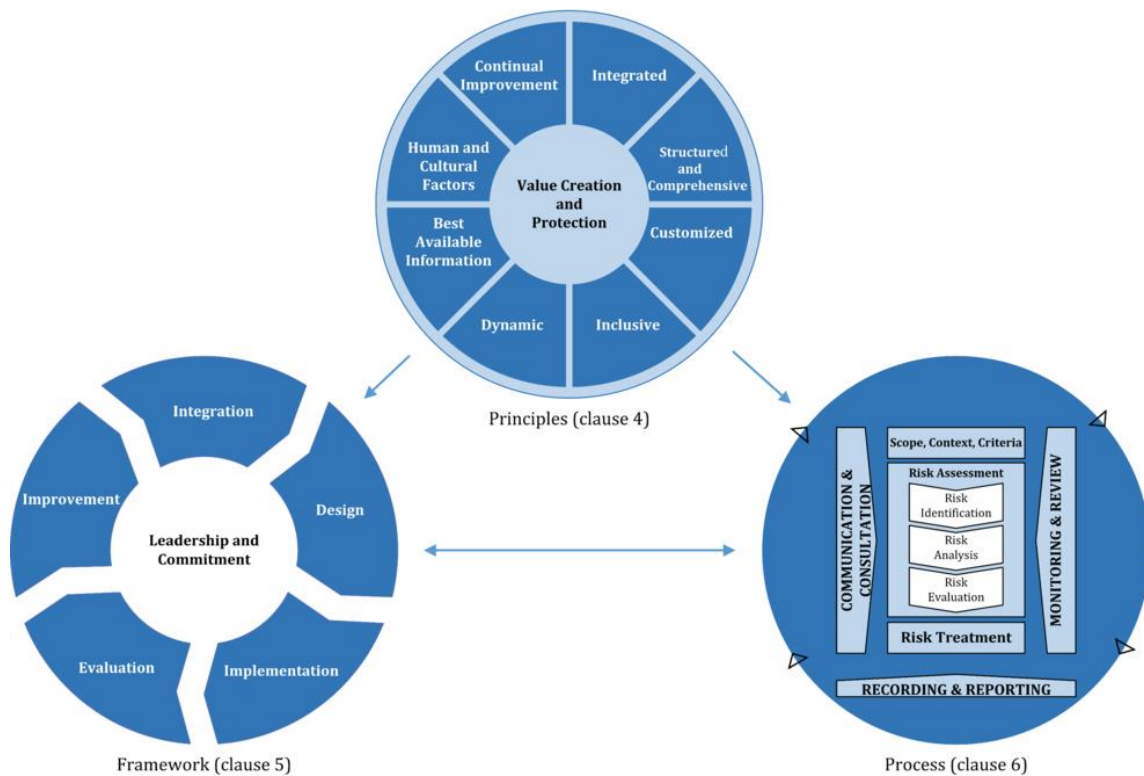 Continual
Improvement
Integrated
Human and
Cultural
Factors
Structured
and
Comprehensive
Value Creation
and
Protection
Best
Available
Information
Customized
Dynamic
Inclusive
Principles (clause 4)
Integration
Improvement
Design
Leadership and
Commitment
Evaluation
Implementation
Framework (clause 5)
Scope, Context, Criteria
Risk Assessment
Risk
Identification
Risk
Analysis
Risk
Evaluation
Risk Treatment
COMMUNICATION &
CONSULTATION
MONITORING & REVIEW
RECORDING & REPORTING
Process (clause 6)